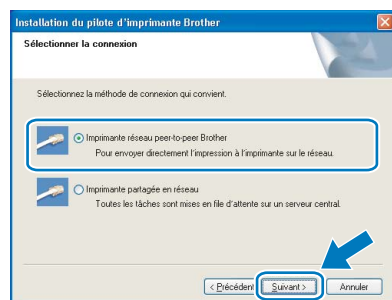 Installation du pilote d'imprimante Brother
Sélectionner la connexion
Sélectionnez la méthode de connexion qui convient.
Imprimante réseau peer-to-peer Brother
Pour envoyer directement l'impression à l'imprimante sur le réseau.
Imprimante partagée en réseau
Toutes les tâches sont mises en file d'attente sur un serveur central.
< Précédent Suivant > Annuler